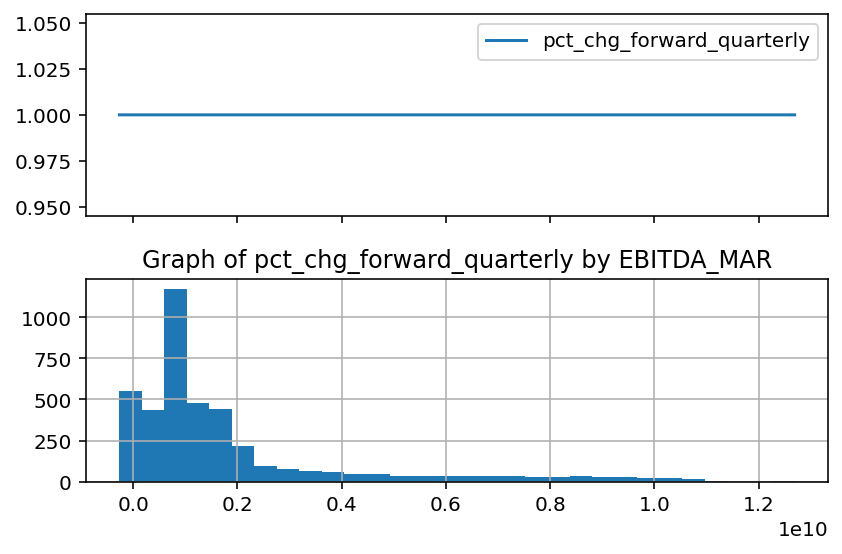 1.050
pct_chg_forward_quarterly
1.025
1.000
0.975
0.950
Graph of pct_chg_forward_quarterly by EBITDA_MAR
1000
750
500
250
0
0.0 0.2 0.4 0.6 0.8 1.0 1.2
1e10